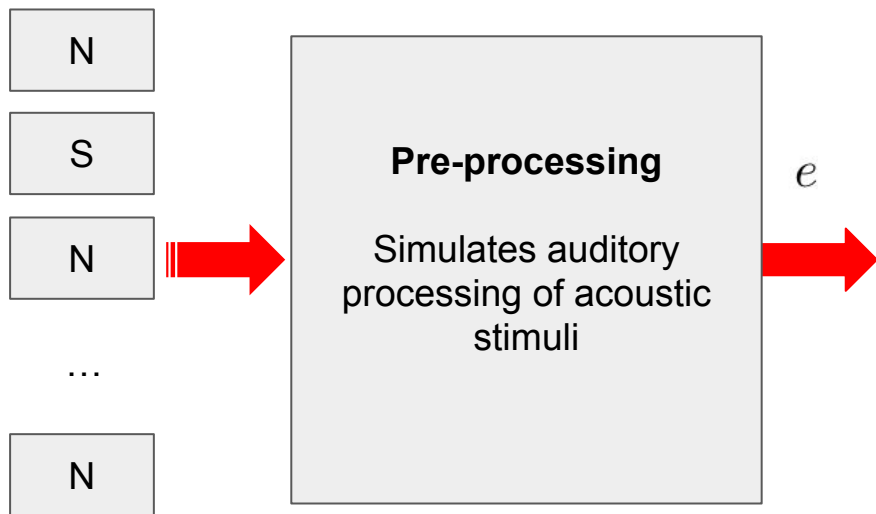 N
S
N
...
N
Pre-processing
Simulates auditory
processing of acoustic
stimuli
e